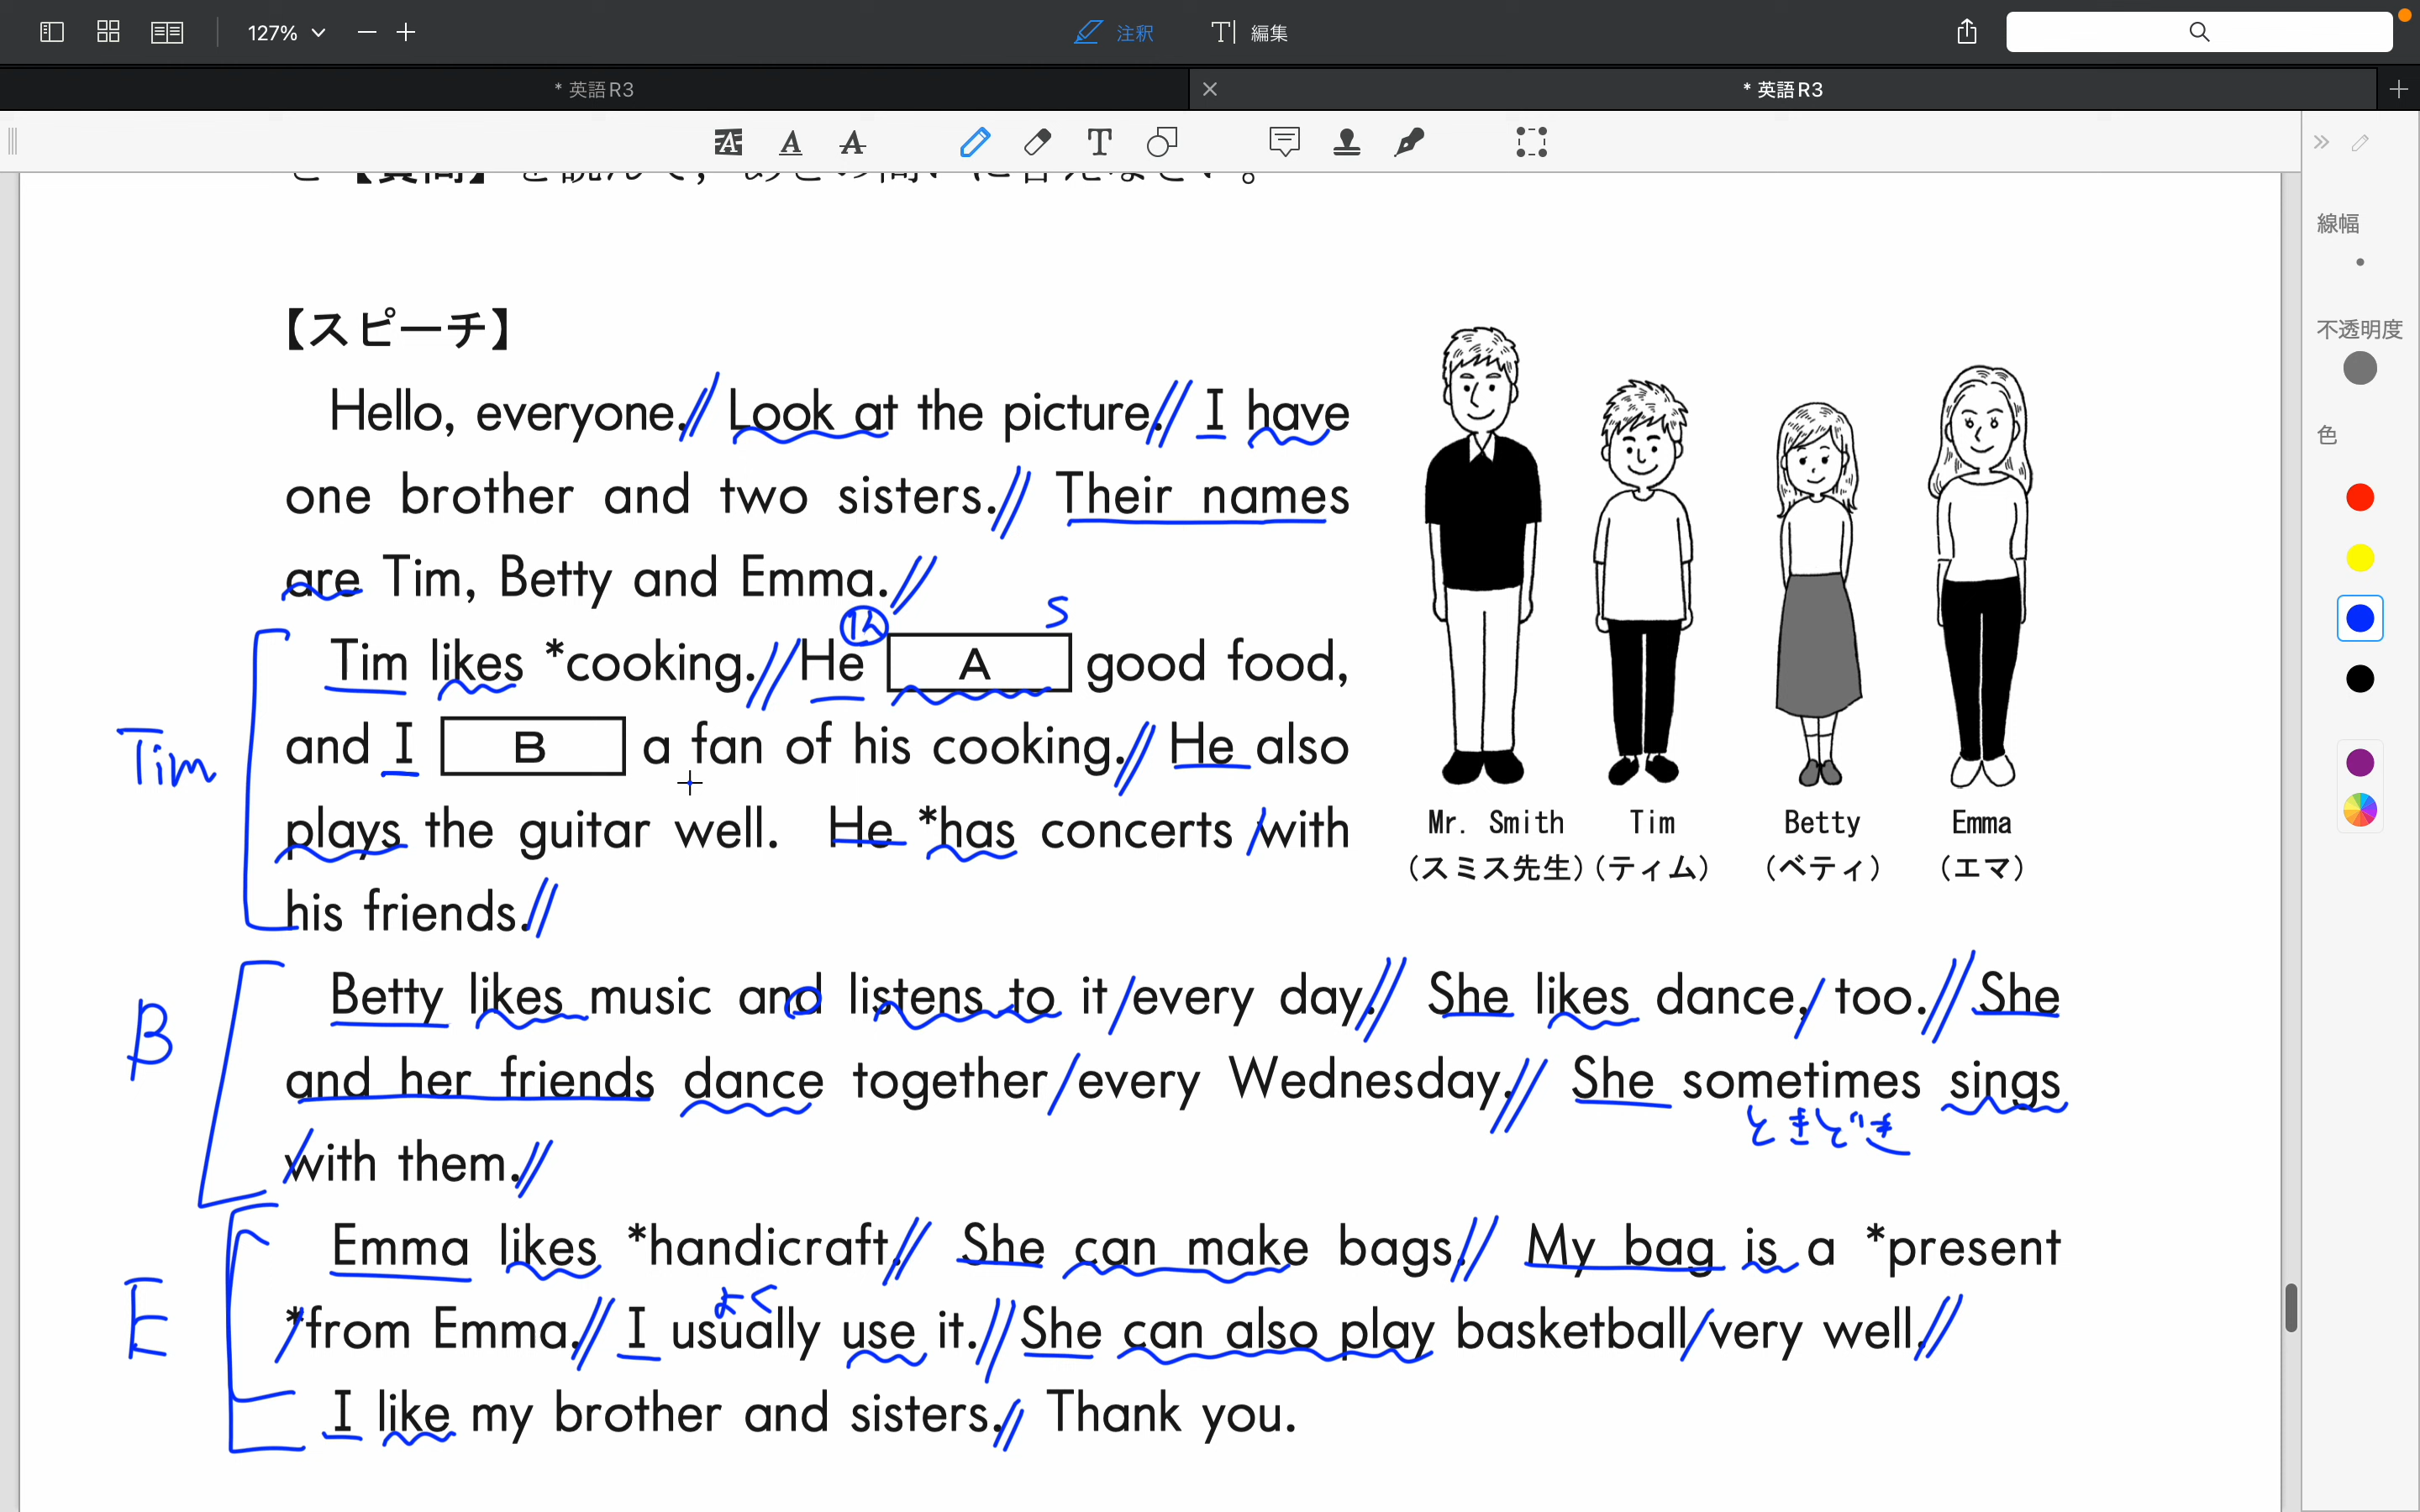 127%
注釈
編集
* 英語R3
* 英語R3
線幅
不透明度
色
【スピーチ】
Hello, everyone. Look at the picture. I have
one brother and two sisters. Their names
are Tim, Betty and Emma.
s
Tim likes *cooking. He A good food,
Tim
and I B a fan of his cooking. He also
plays the guitar well. He *has concerts with
his friends.
Mr. Smith Tim Betty Emma
(スミス先生) (ティム) (ベティ) (エマ)
B
Betty likes music and listens to it every day. She likes dance, too. She
and her friends dance together every Wednesday. She sometimes sings
ときどき
with them.
E
Emma likes *handicraft. She can make bags. My bag is a *present
よく
*from Emma. I usually use it. She can also play basketball very well.
I like my brother and sisters. Thank you.